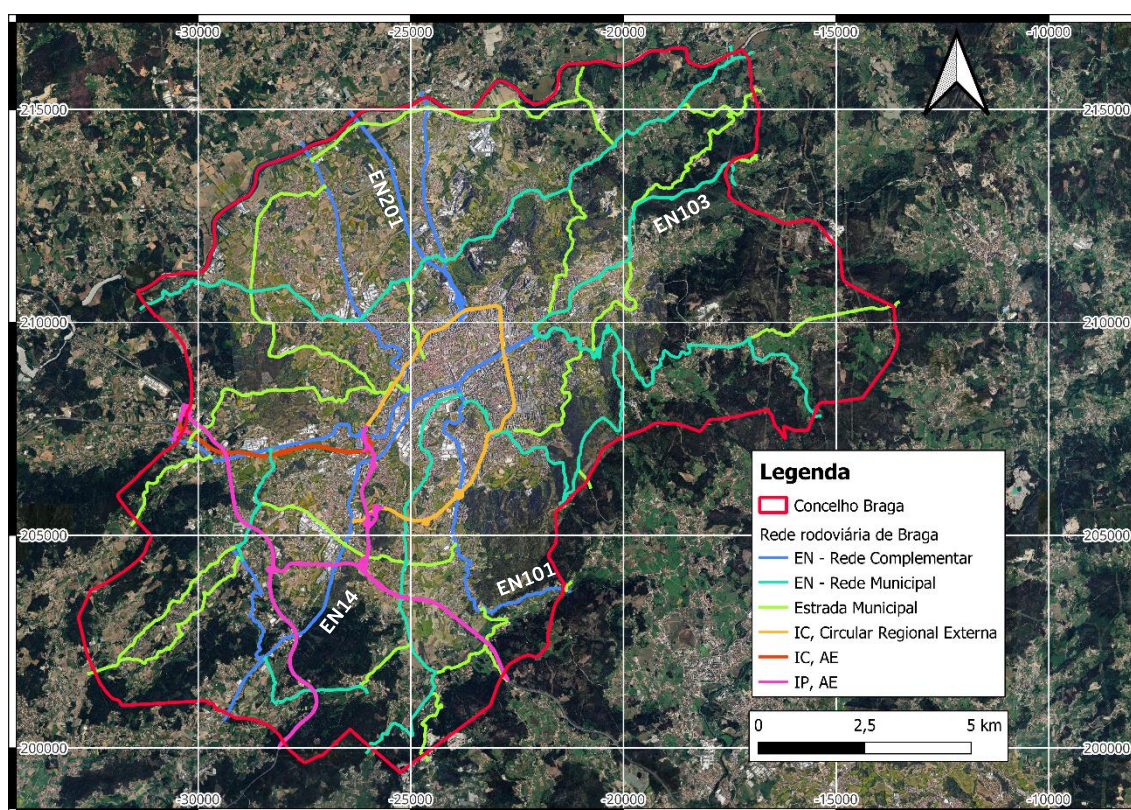 -30000
-25000
-20000
-15000
-10000
215000
215000
EN201
EN103
210000
210000
205000
205000
EN101
EN14
200000
200000
-30000
-25000
-20000
-15000
-10000
Legenda
Concelho Braga
Rede rodoviária de Braga
EN - Rede Complementar
EN - Rede Municipal
Estrada Municipal
IC, Circular Regional Externa
IC, AE
IP, AE
0
2,5
5 km